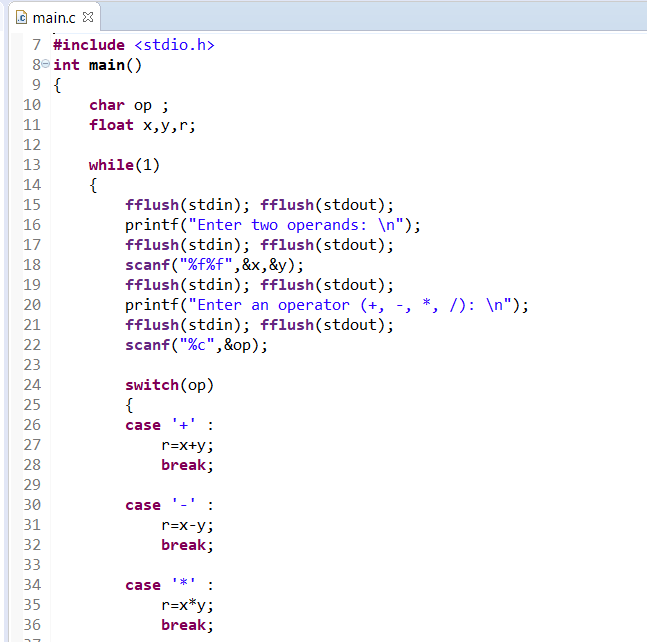 main.c
7 #include <stdio.h>
8 int main()
9 {
10 char op ;
11 float x,y,r;
12
13 while(1)
14 {
15 fflush(stdin); fflush(stdout);
16 printf("Enter two operands: \n");
17 fflush(stdin); fflush(stdout);
18 scanf("%f%f",&x,&y);
19 fflush(stdin); fflush(stdout);
20 printf("Enter an operator (+, -, *, /): \n");
21 fflush(stdin); fflush(stdout);
22 scanf("%c",&op);
23
24 switch(op)
25 {
26 case '+' :
27 r=x+y;
28 break;
29
30 case '-' :
31 r=x-y;
32 break;
33
34 case '*' :
35 r=x*y;
36 break;